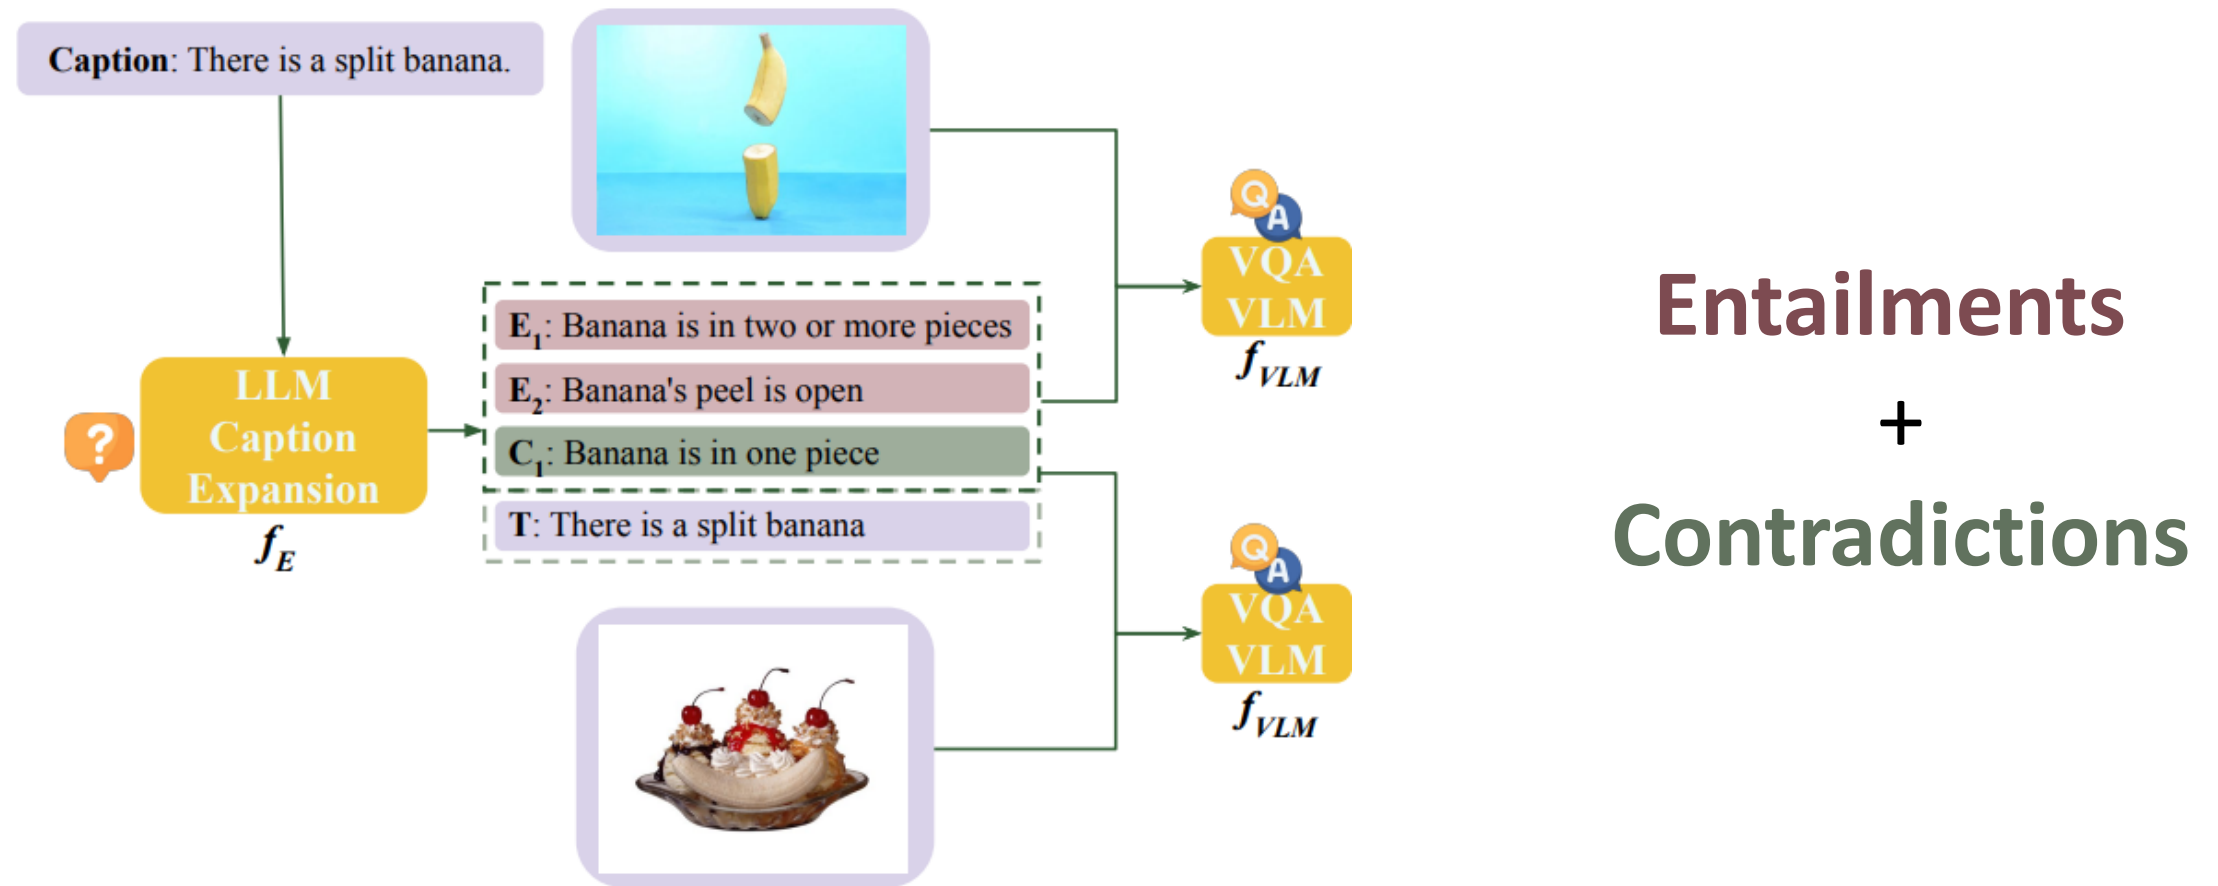 Caption: There is a split banana.
Q
A
VQA
VLM
f_VLM
E_1: Banana is in two or more pieces
E_2: Banana's peel is open
C_1: Banana is in one piece
T: There is a split banana
?
LLM
Caption
Expansion
f_E
Q
A
VQA
VLM
f_VLM
Entailments
+
Contradictions